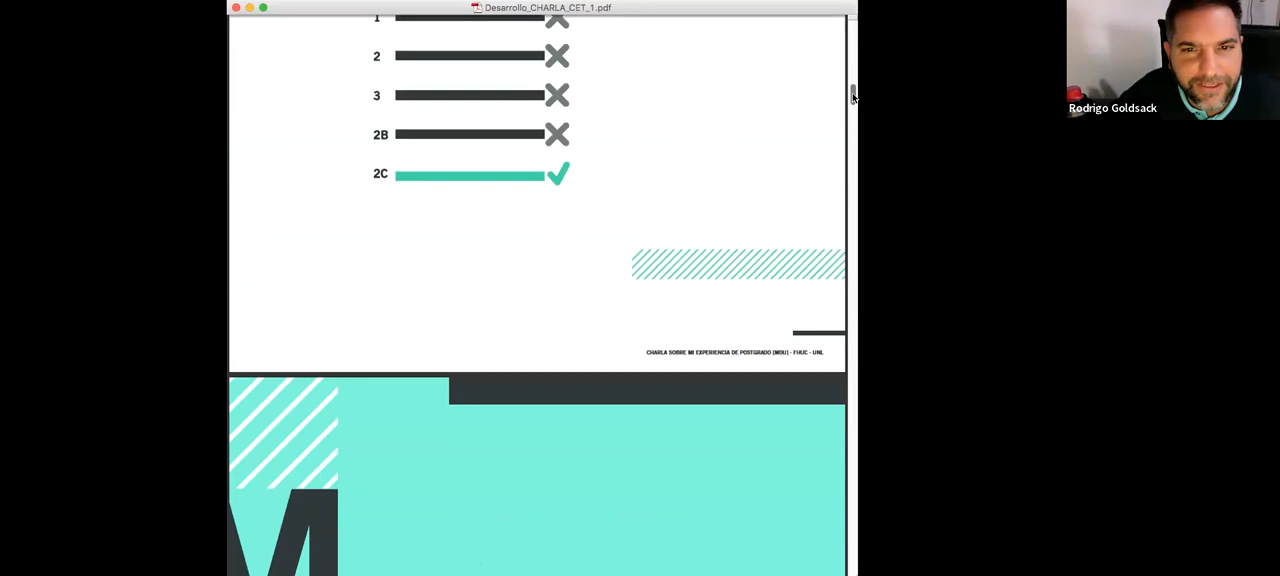 Desarrollo_CHARLA_CET_1.pdf
1
2
3
2B
2C
Rodrigo Goldsack
CHARLA SOBRE MI EXPERIENCIA DE POSTGRADO (MDU) - FHUC - UNL
M